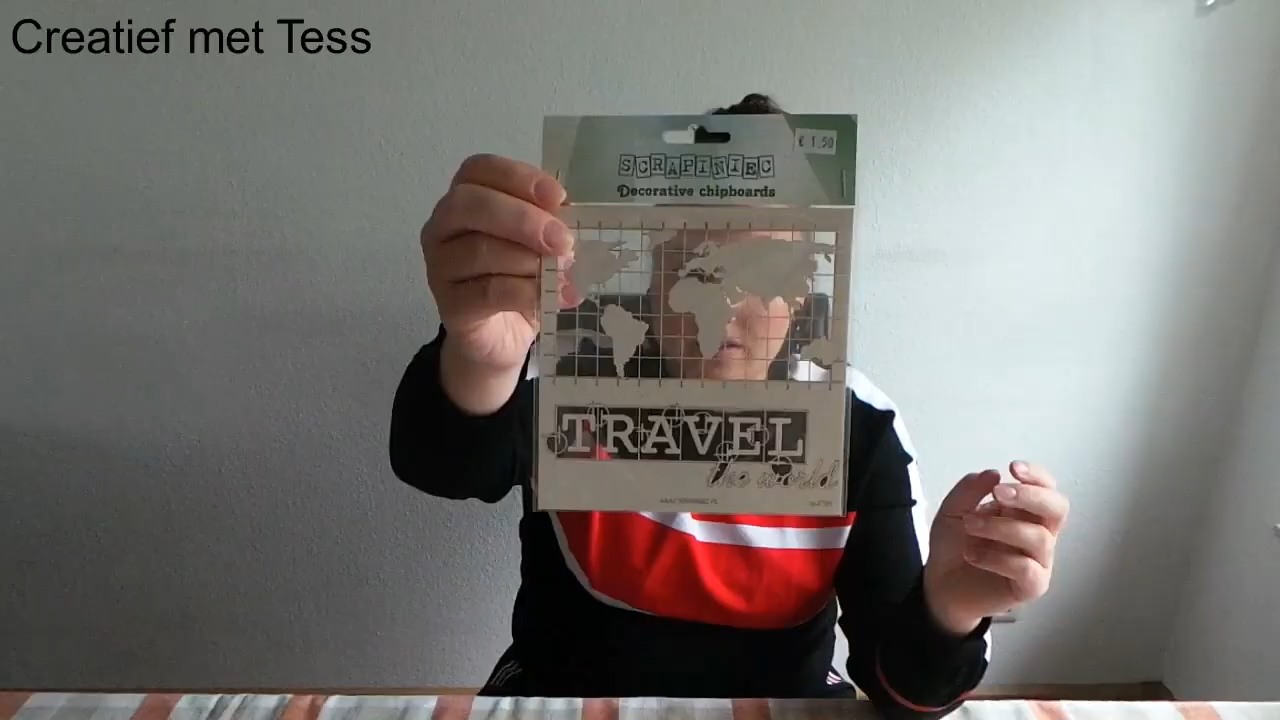 Creatief met Tess
€ 1.50
SCRAPINIEC
Decorative chipboards
TRAVEL
the world